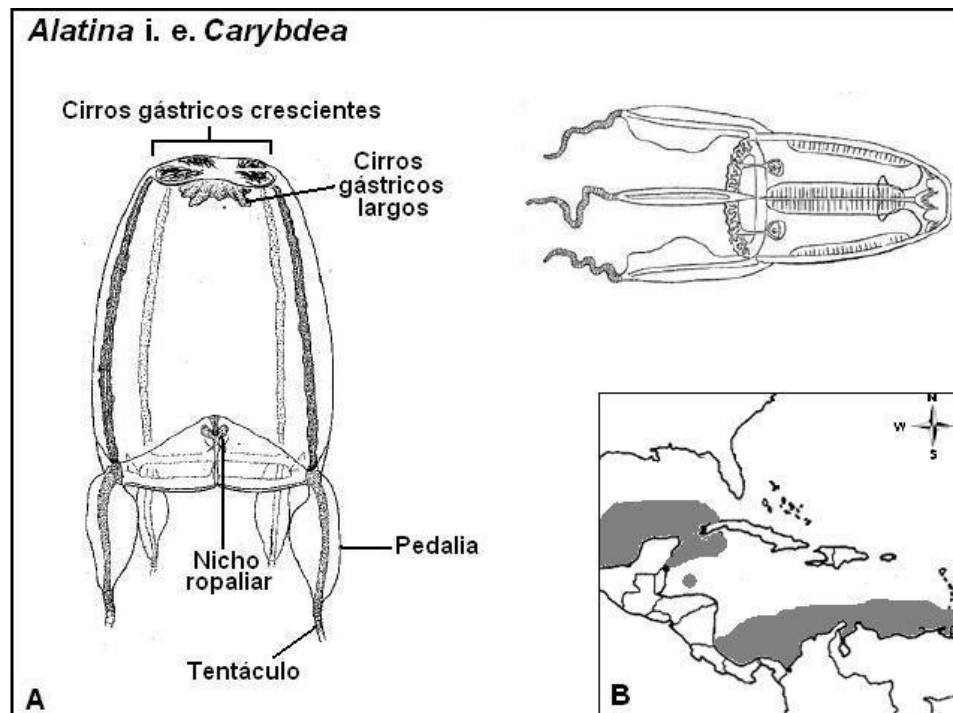 Alatina i. e. Carybdea
Cirros gástricos crescientes
Cirros
gástricos
largos
Nicho
ropaliar
Pedalia
Tentáculo
A
N
W
S
B